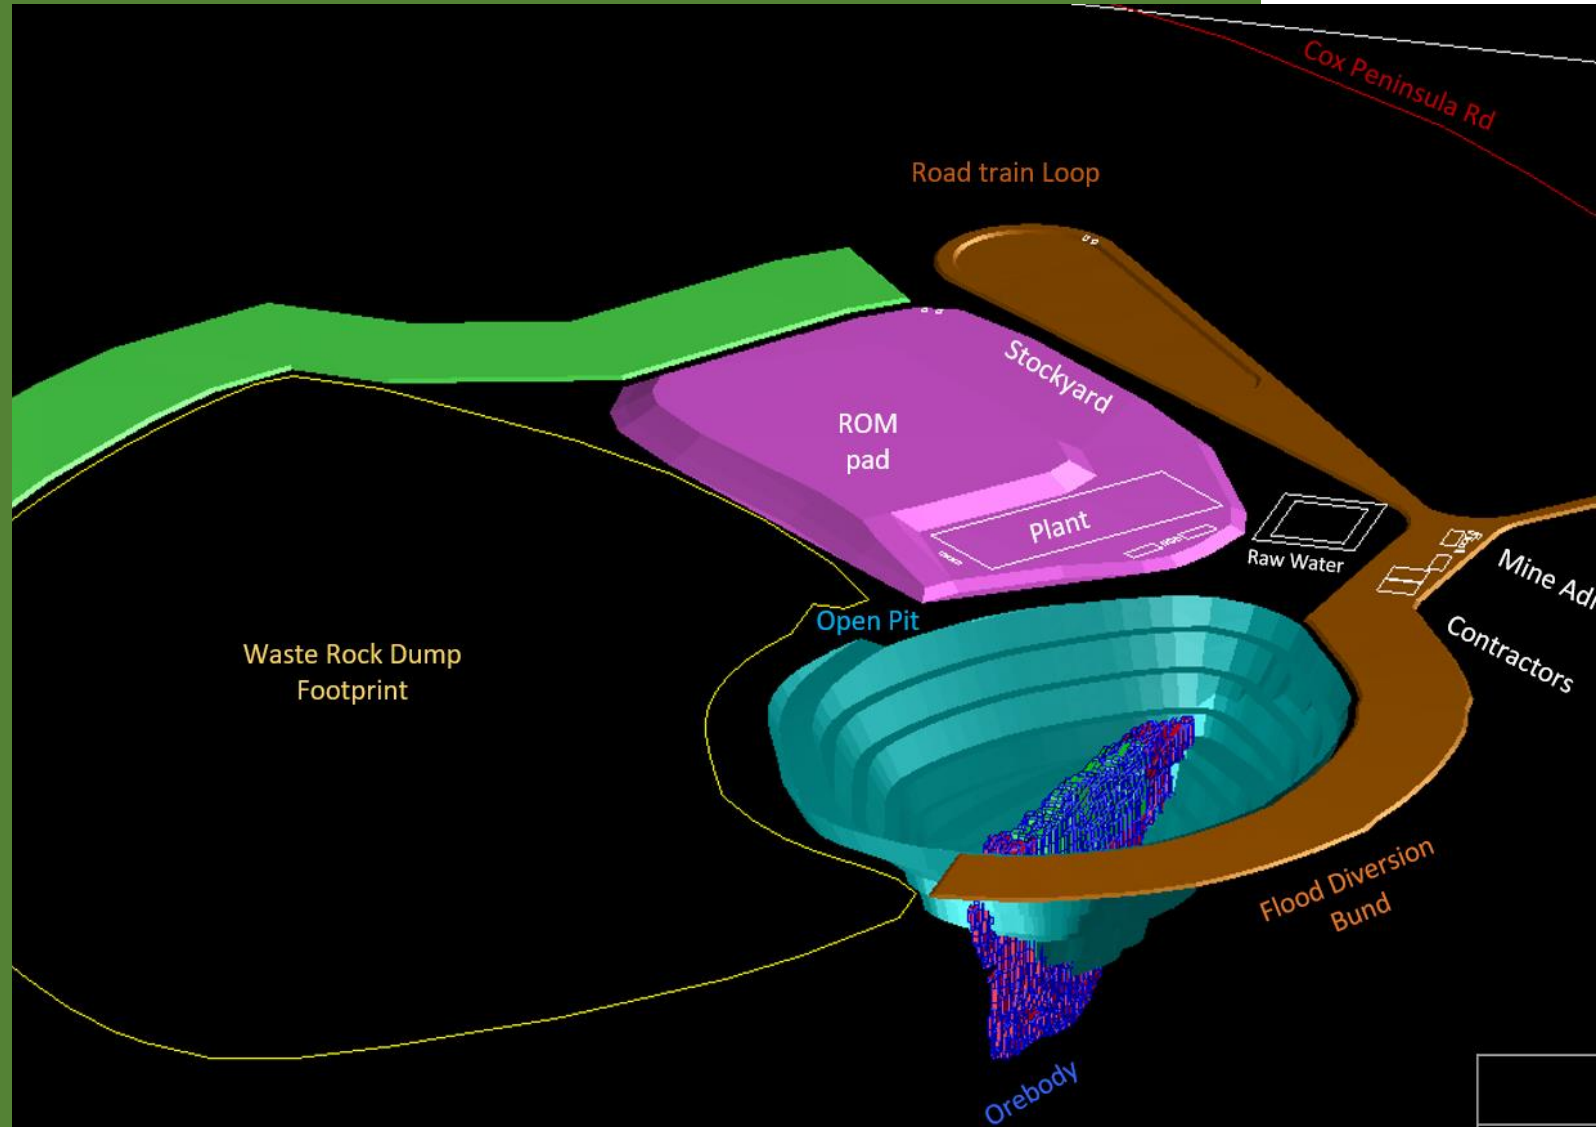 Cox Peninsula Rd
Road train Loop
Stockyard
ROM
pad
Plant
Raw Water
Mine Ad
Contractors
Open Pit
Waste Rock Dump
Footprint
Flood Diversion
Bund
Orebody